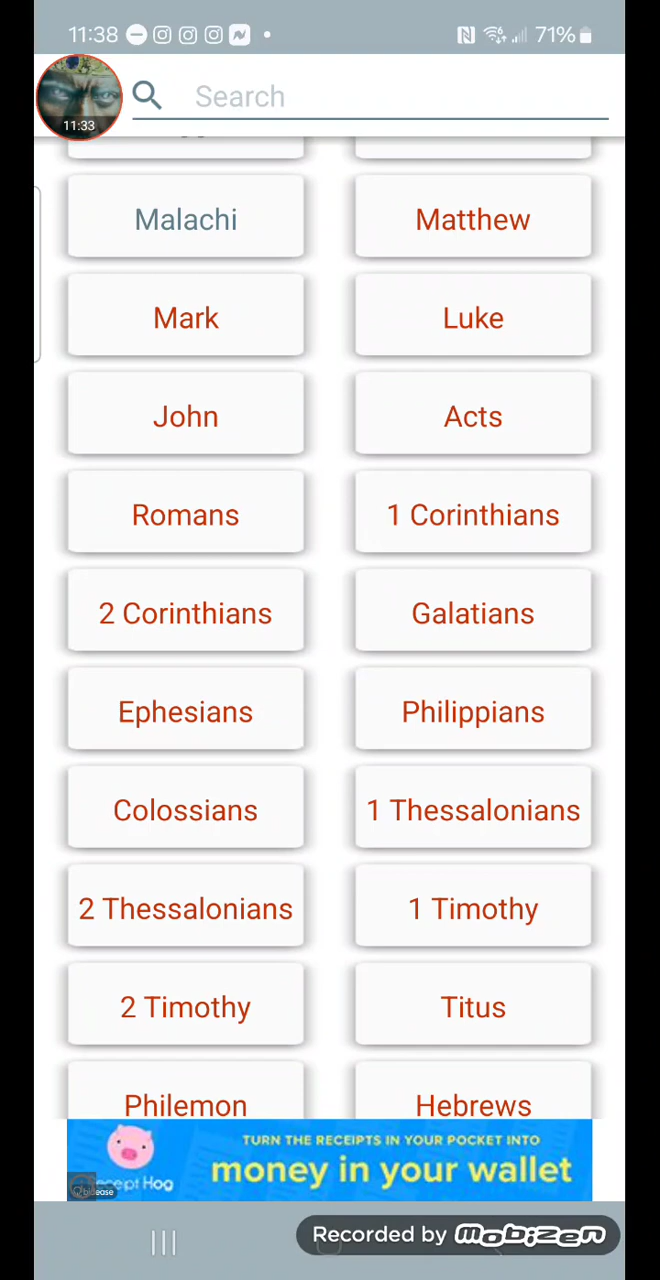 11:38 71%
11:33
Search
Malachi Matthew
Mark Luke
John Acts
Romans 1 Corinthians
2 Corinthians Galatians
Ephesians Philippians
Colossians 1 Thessalonians
2 Thessalonians 1 Timothy
2 Timothy Titus
Philemon Hebrews
TURN THE RECEIPTS IN YOUR POCKET INTO
money in your wallet
Hog
Recorded by mobizen